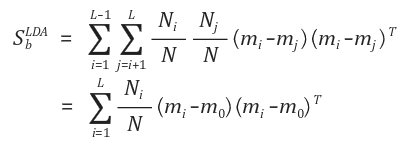 S_b^{LDA} = \sum_{i=1}^{L-1} \sum_{j=i+1}^{L} \frac{N_i}{N} \frac{N_j}{N} (m_i - m_j) (m_i - m_j)^T
= \sum_{i=1}^{L} \frac{N_i}{N} (m_i - m_0) (m_i - m_0)^T